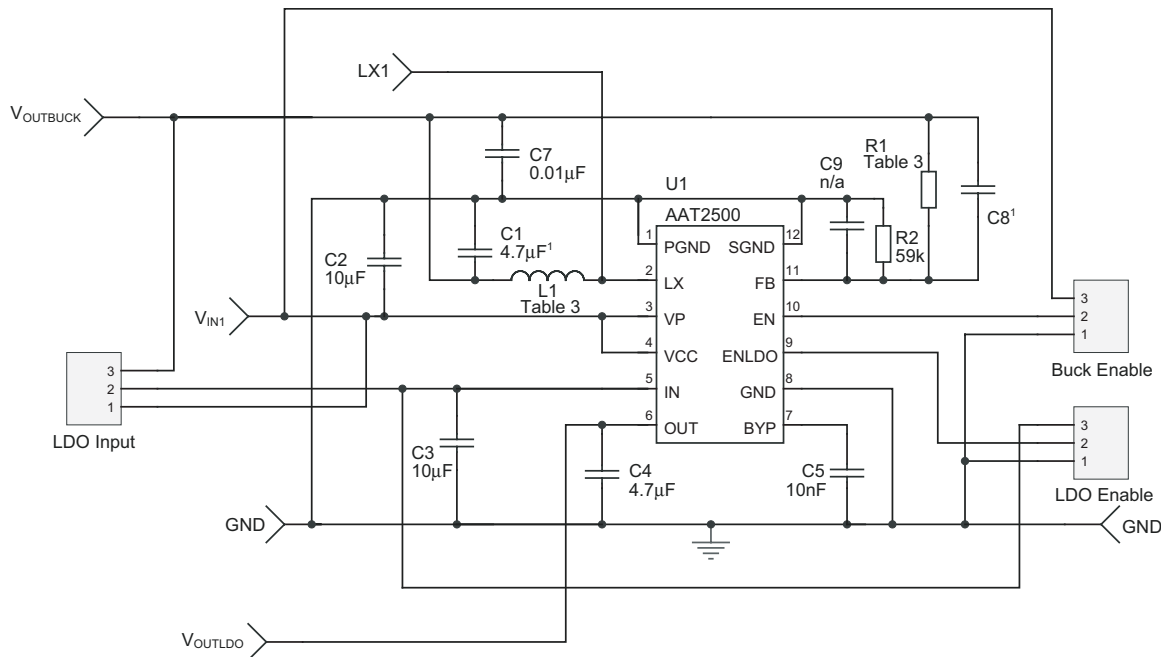 LX1
VOUTBUCK
C7
0.01μF
R1
Table 3
C9
n/a
U1
C8¹
AAT2500
C1
4.7μF¹
C2
10μF
R2
59k
1
PGND
SGND
12
2
LX
FB
11
L1
Table 3
VIN1
3
VP
EN
10
4
VCC
ENLDO
9
5
IN
GND
8
6
OUT
BYP
7
3
2
1
Buck Enable
3
2
1
LDO Input
3
2
1
LDO Enable
C3
10μF
C4
4.7μF
C5
10nF
GND
GND
VOUTLDO